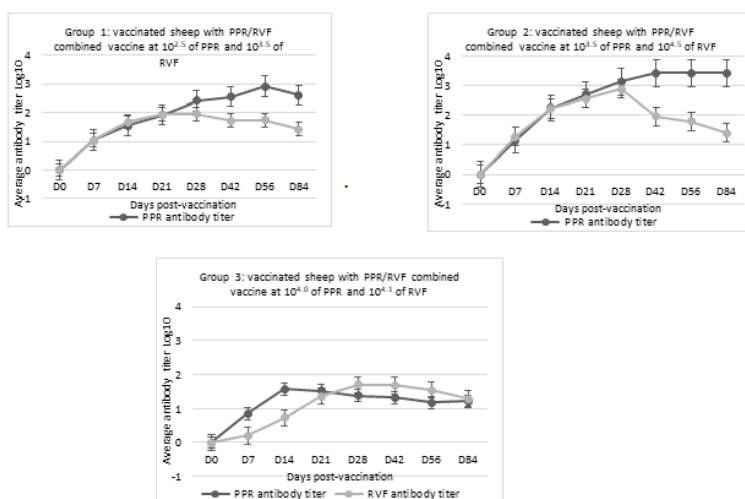 Group 1: vaccinated sheep with PPR/RVF
combined vaccine at 10^2.5 of PPR and 10^3.5 of
RVF
Average antibody titer Log10
4
3
2
1
0
-1
D0 D7 D14 D21 D28 D42 D56 D84
Days post-vaccination
PPR antibody titer
Group 2: vaccinated sheep with PPR/RVF
combined vaccine at 10^3.5 of PPR and 10^4.5 of RVF
Average antibody titer Log10
4
3
2
1
0
-1
D0 D7 D14 D21 D28 D42 D56 D84
Days post-vaccination
PPR antibody titer
Group 3: vaccinated sheep with PPR/RVF combined
vaccine at 10^4.0 of PPR and 10^4.1 of RVF
Average antibody titer Log10
4
3
2
1
0
-1
D0 D7 D14 D21 D28 D42 D56 D84
Days post-vaccination
PPR antibody titer RVF antibody titer